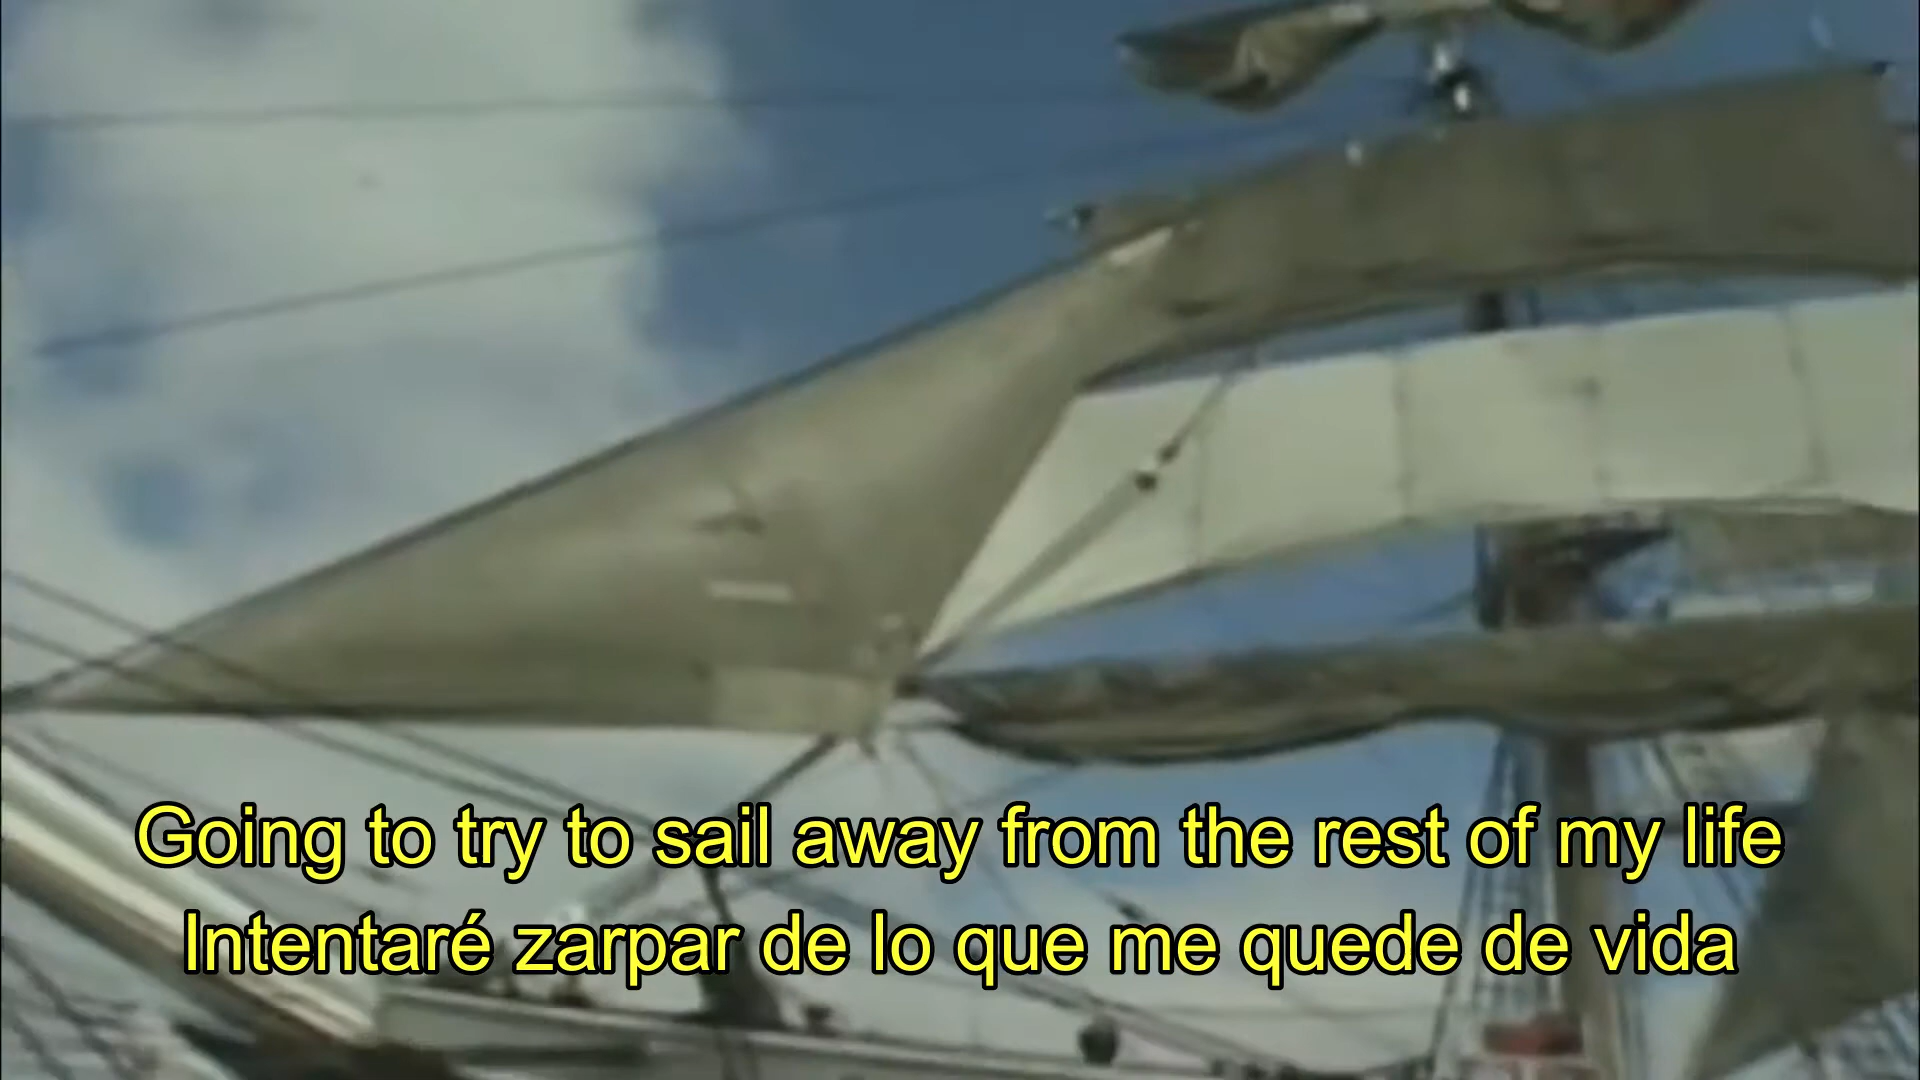 Going to try to sail away from the rest of my life
Intentaré zarpar de lo que me quede de vida